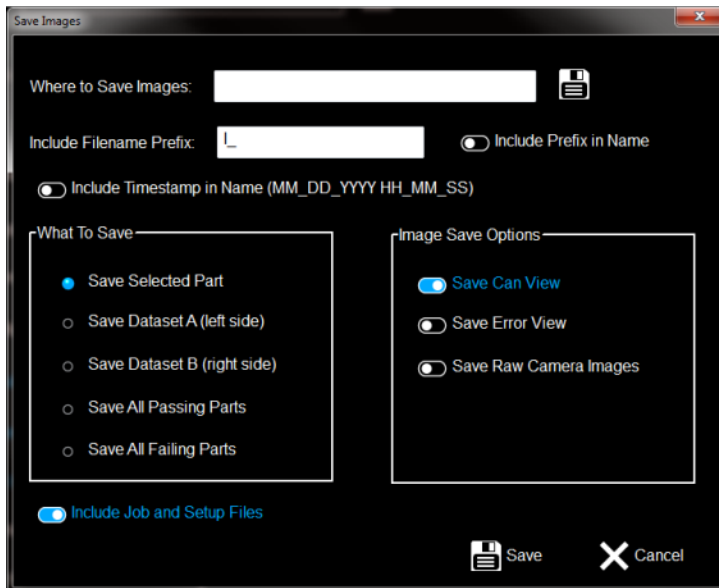 Save Images
Where to Save Images:
Include Filename Prefix:
I_
Include Prefix in Name
Include Timestamp in Name (MM_DD_YYYY HH_MM_SS)
What To Save
Save Selected Part
Save Dataset A (left side)
Save Dataset B (right side)
Save All Passing Parts
Save All Failing Parts
Image Save Options
Save Can View
Save Error View
Save Raw Camera Images
Include Job and Setup Files
Save
Cancel